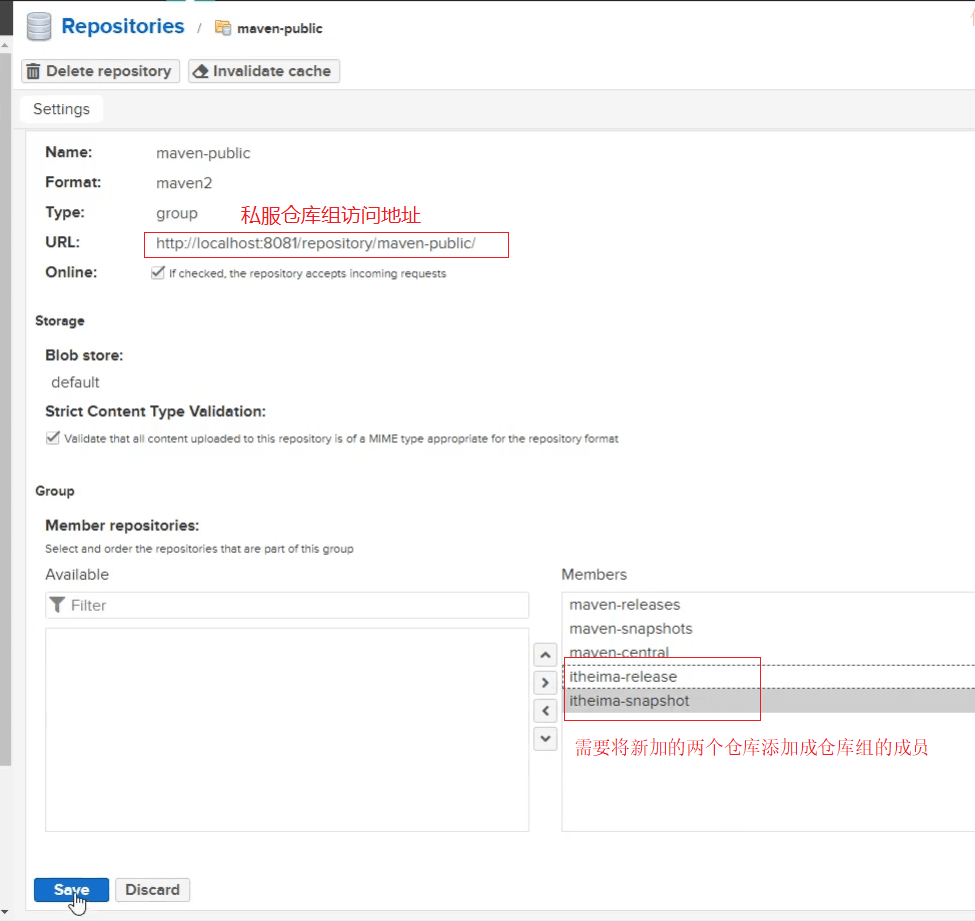 Repositories / maven-public
Delete repository Invalidate cache
Settings
Name: maven-public
Format: maven2
Type: group 私服仓库组访问地址
URL: http://localhost:8081/repository/maven-public/
Online: If checked, the repository accepts incoming requests
Storage
Blob store:
default
Strict Content Type Validation:
Validate that all content uploaded to this repository is of a MIME type appropriate for the repository format
Group
Member repositories:
Select and order the repositories that are part of this group
Available
Filter
Members
maven-releases
maven-snapshots
maven-central
itheima-release
itheima-snapshot
需要将新加的两个仓库添加成仓库组的成员
Save Discard